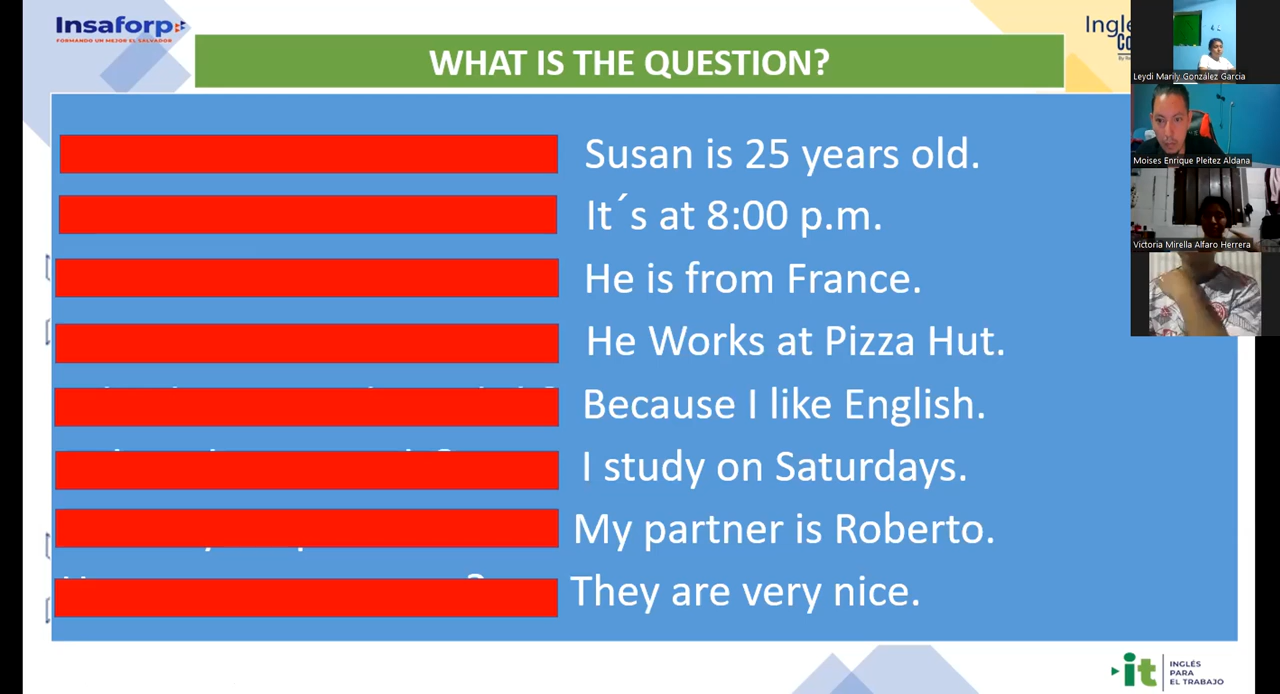 Insaforp
FORMANDO UN MEJOR EL SALVADOR
WHAT IS THE QUESTION?
Susan is 25 years old.
It´s at 8:00 p.m.
He is from France.
He Works at Pizza Hut.
Because I like English.
I study on Saturdays.
My partner is Roberto.
They are very nice.
Leydi Marily González Garcia
Moises Enrique Pleitez Aldana
Victoria Mirella Alfaro Herrera
it
INGLÉS
PARA
EL TRABAJO